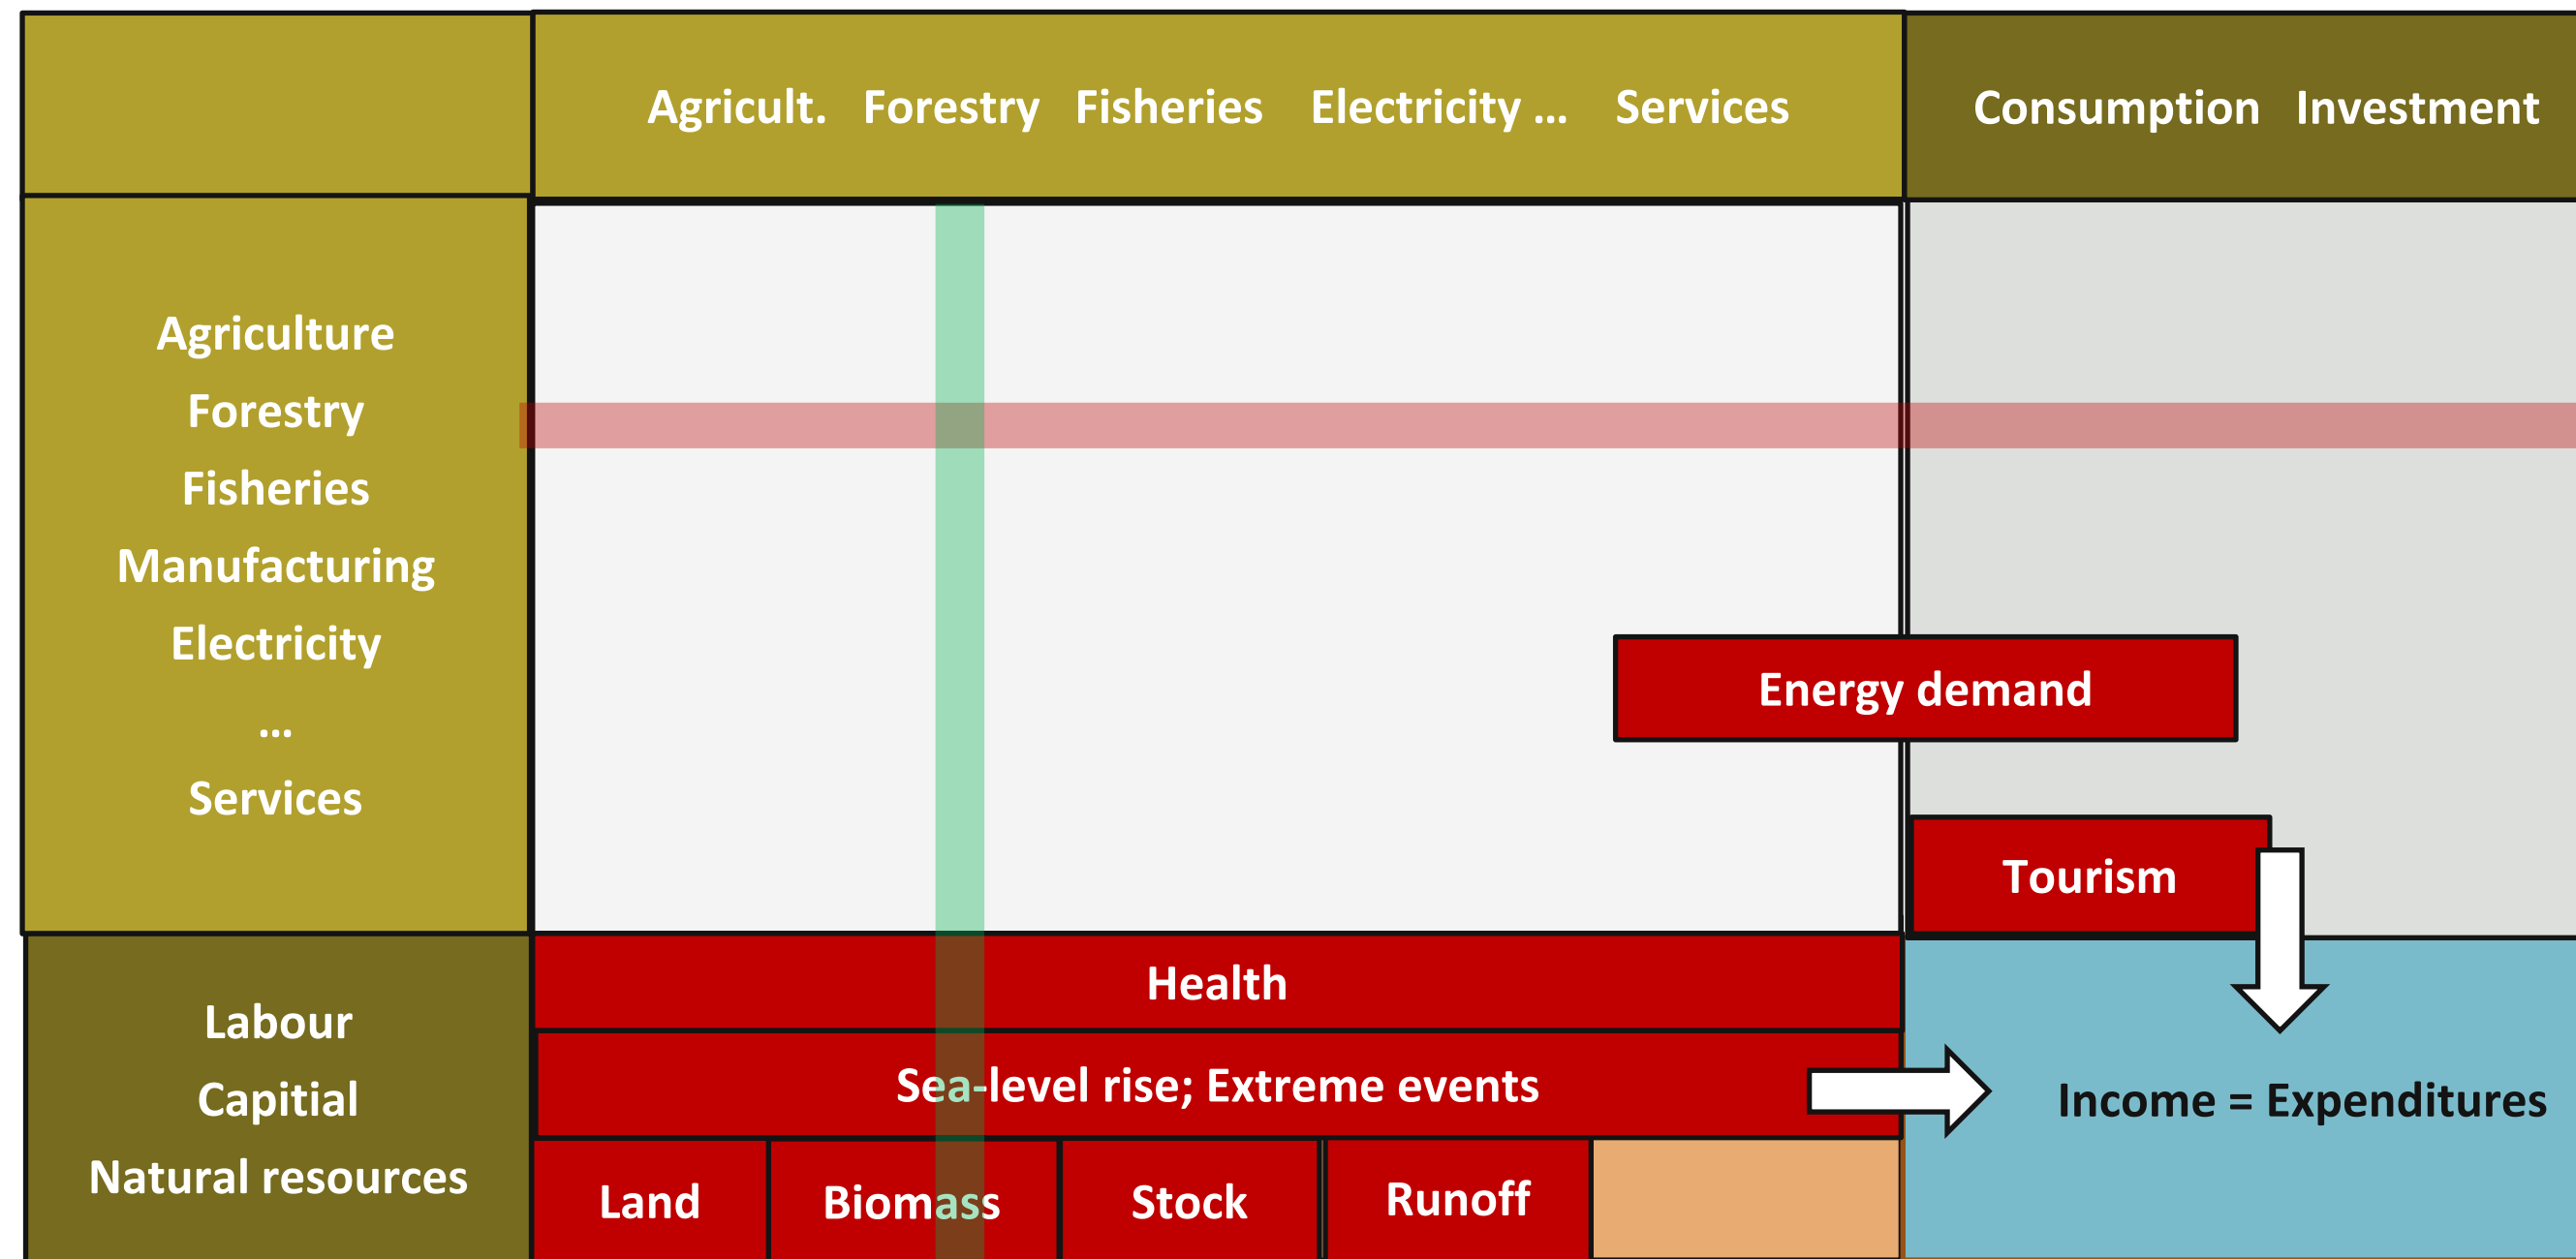 Agricult. Forestry Fisheries Electricity ... Services Consumption Investment
Agriculture
Forestry
Fisheries
Manufacturing
Electricity
...
Services
Energy demand
Tourism
Labour
Capitial
Natural resources
Health
Sea-level rise; Extreme events
Land Biomass Stock Runoff
Income = Expenditures